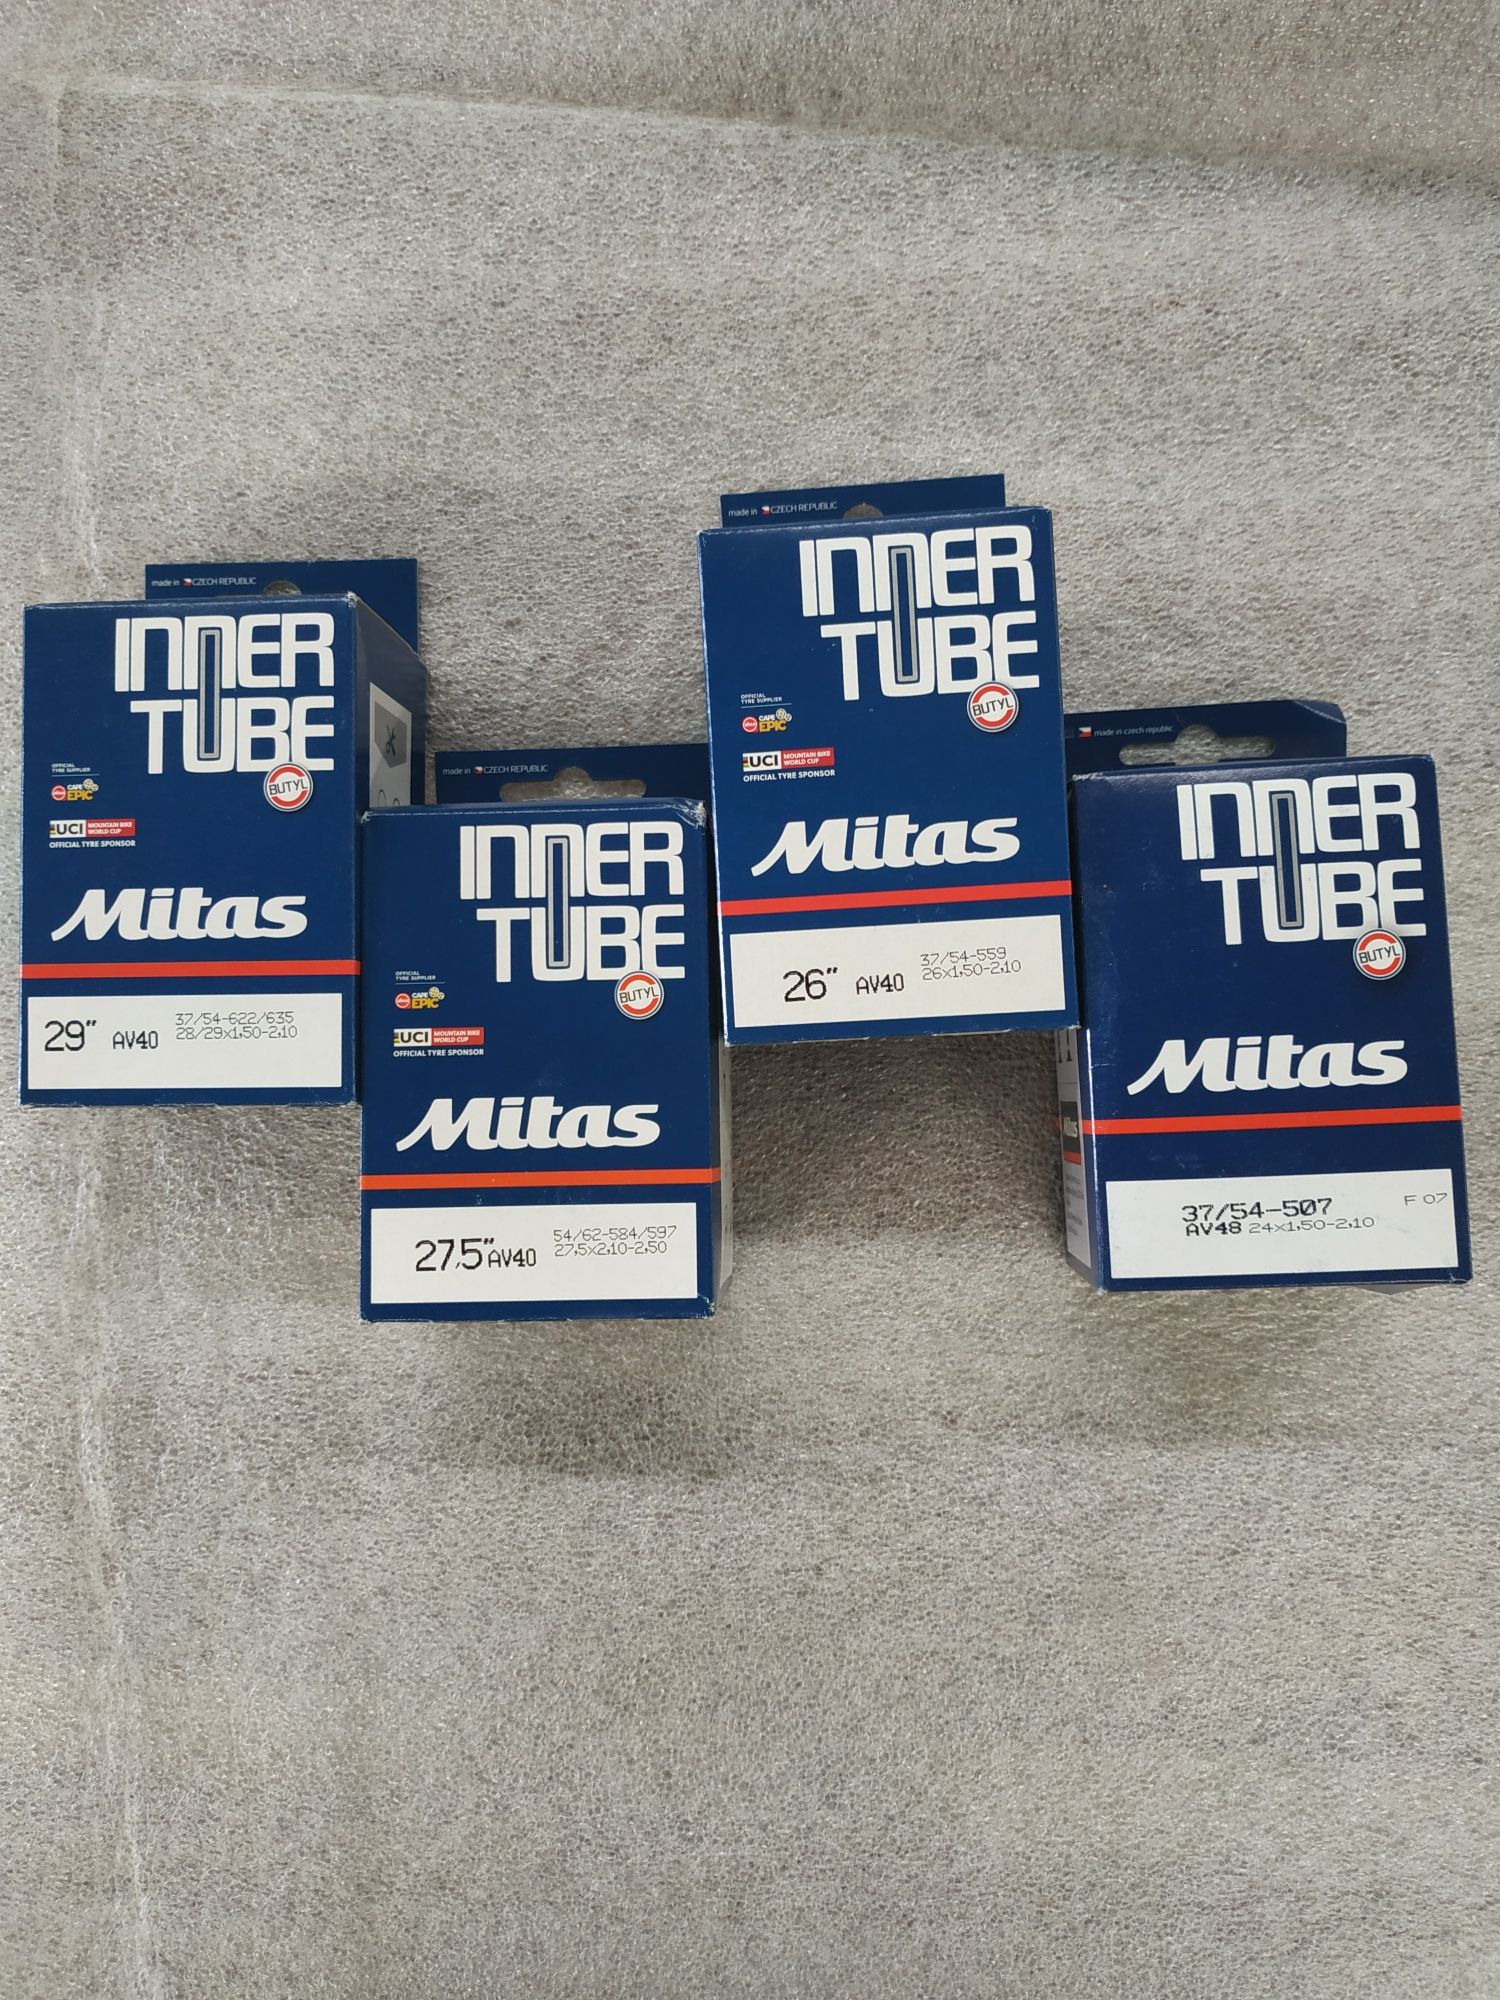 made in CZECH REPUBLIC
INNER
TUBE
BUTYL
OFFICIAL
TYRE SUPPLIER
absa CAPE
EPIC
UCI MOUNTAIN BIKE
WORLD CUP
OFFICIAL TYRE SPONSOR
Mitas
29" AV40 37/54-622/635
28/29x1,50-2,10
made in CZECH REPUBLIC
INNER
TUBE
BUTYL
OFFICIAL
TYRE SUPPLIER
absa CAPE
EPIC
UCI MOUNTAIN BIKE
WORLD CUP
OFFICIAL TYRE SPONSOR
Mitas
27,5" AV40 54/62-584/597
27,5x2,10-2,50
made in CZECH REPUBLIC
INNER
TUBE
BUTYL
OFFICIAL
TYRE SUPPLIER
absa CAPE
EPIC
UCI MOUNTAIN BIKE
WORLD CUP
OFFICIAL TYRE SPONSOR
Mitas
26" AV40 37/54-559
26x1,50-2,10
made in czech republic
INNER
TUBE
BUTYL
Mitas
Mitas
37/54-507 F 07
AV48 24x1,50-2,10